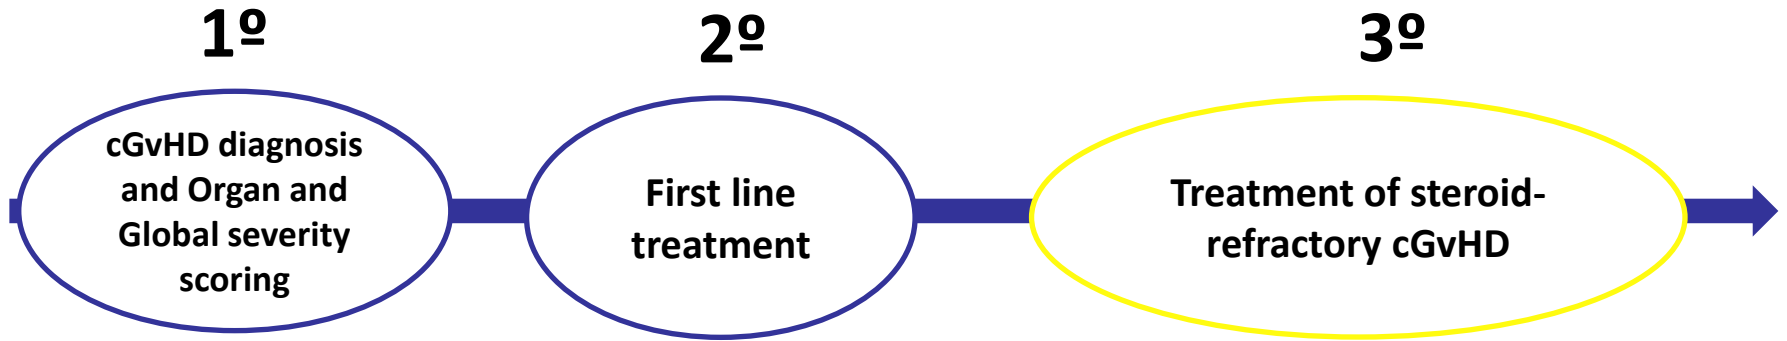 1º
cGvHD diagnosis
and Organ and
Global severity
scoring
2º
First line
treatment
3º
Treatment of steroid-
refractory cGvHD